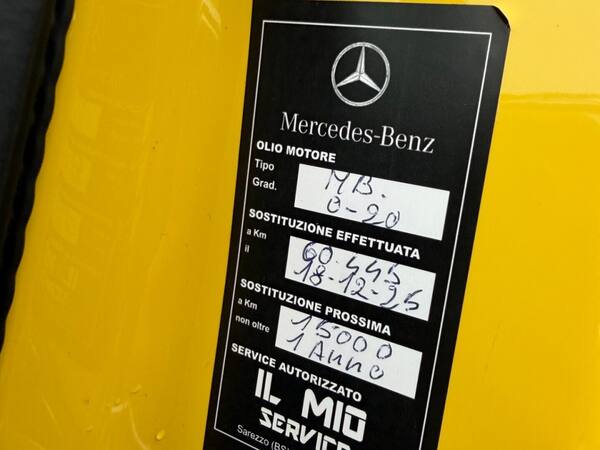 Mercedes-Benz
OLIO MOTORE
Tipo MB.
Grad. 0-20
SOSTITUZIONE EFFETTUATA
a Km 60.445
il 18-12-25
SOSTITUZIONE PROSSIMA
a Km 15000
non oltre 1 Anno
SERVICE AUTORIZZATO
IL MIO
SERVICE
Sarezzo